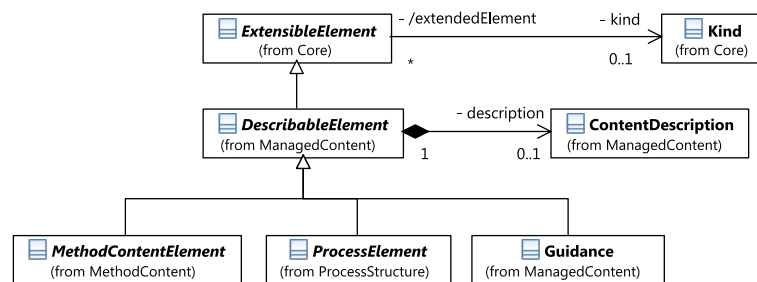 ExtensibleElement
(from Core)
- /extendedElement
*
- kind
0..1
Kind
(from Core)
DescribableElement
(from ManagedContent)
1
- description
0..1
ContentDescription
(from ManagedContent)
MethodContentElement
(from MethodContent)
ProcessElement
(from ProcessStructure)
Guidance
(from ManagedContent)